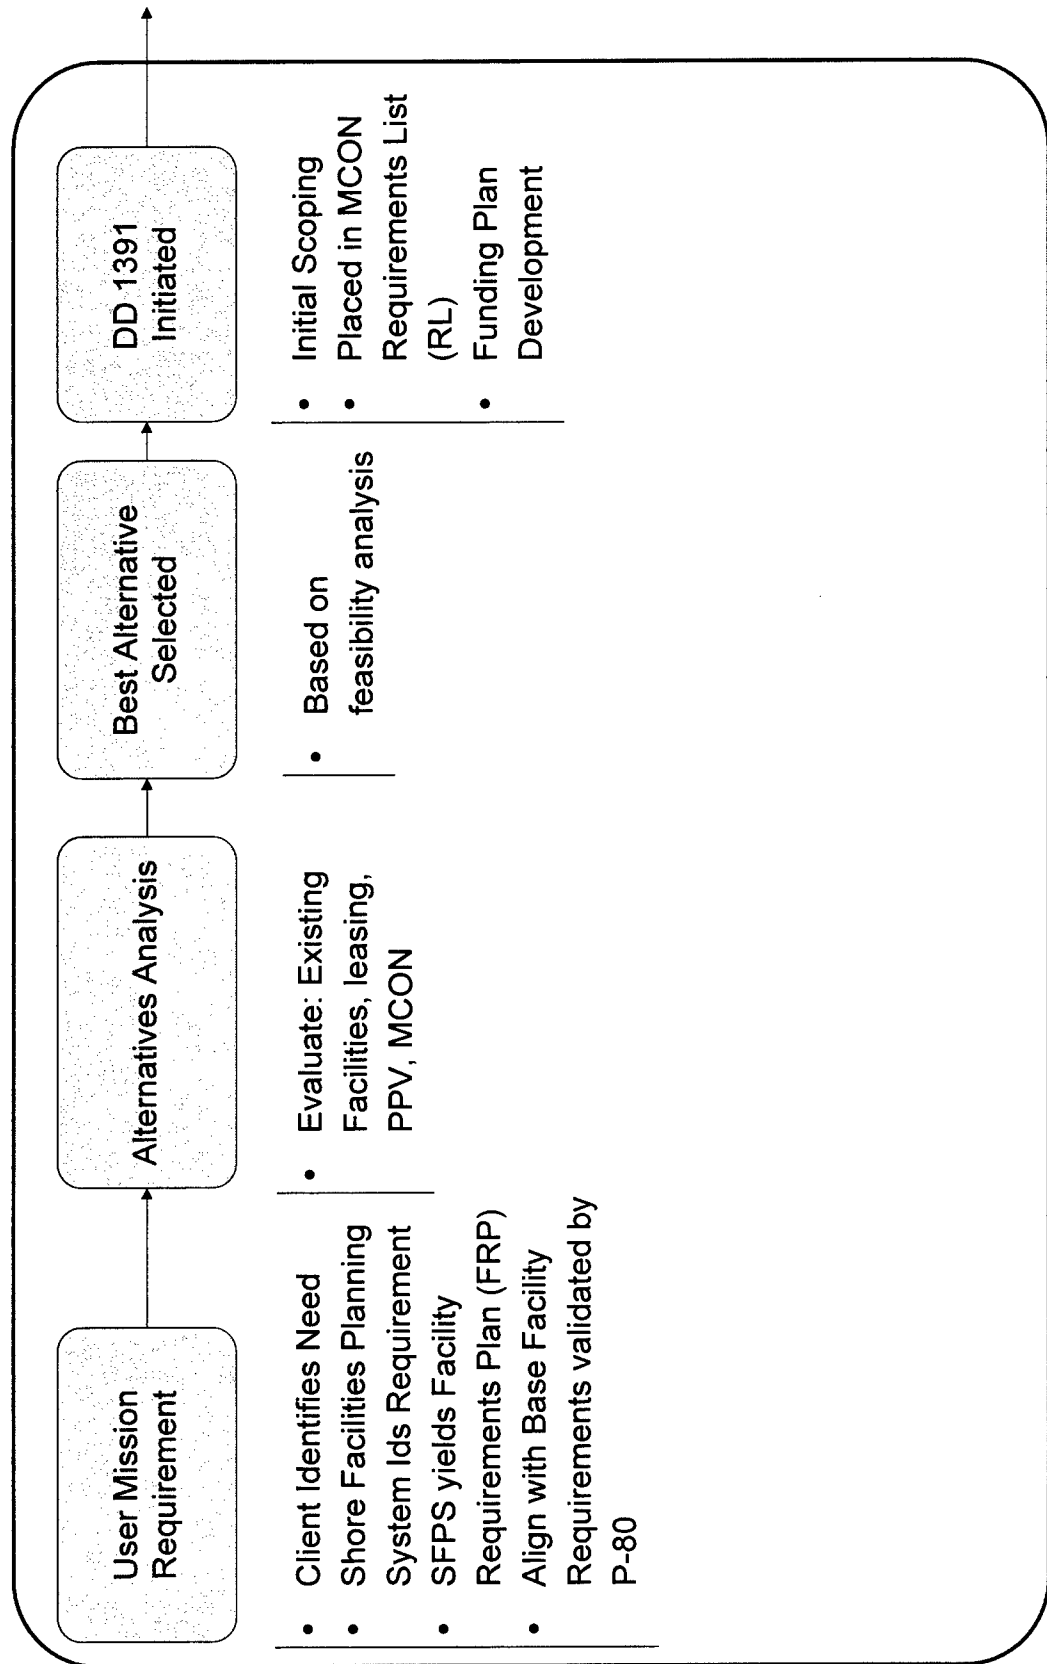 User Mission
Requirement
Alternatives Analysis
Best Alternative
Selected
DD 1391
Initiated
• Client Identifies Need
• Shore Facilities Planning
System Ids Requirement
• SFPS yields Facility
Requirements Plan (FRP)
• Align with Base Facility
Requirements validated by
P-80
• Evaluate: Existing
Facilities, leasing,
PPV, MCON
• Based on
feasibility analysis
• Initial Scoping
• Placed in MCON
Requirements List
(RL)
• Funding Plan
Development